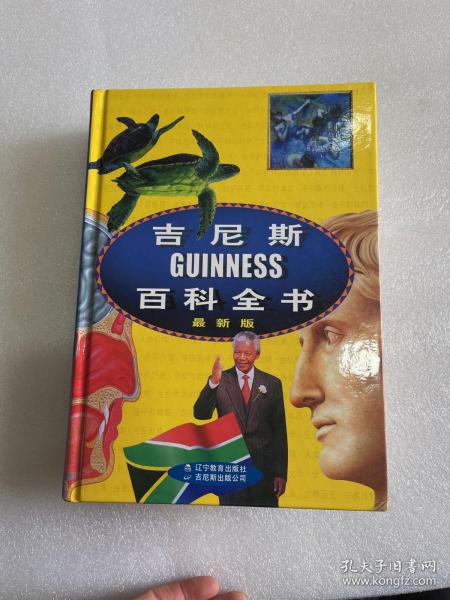 吉尼斯
GUINNESS
百科全书
最新版
辽宁教育出版社
吉尼斯出版公司
孔夫子旧书网
www.kongfz.com